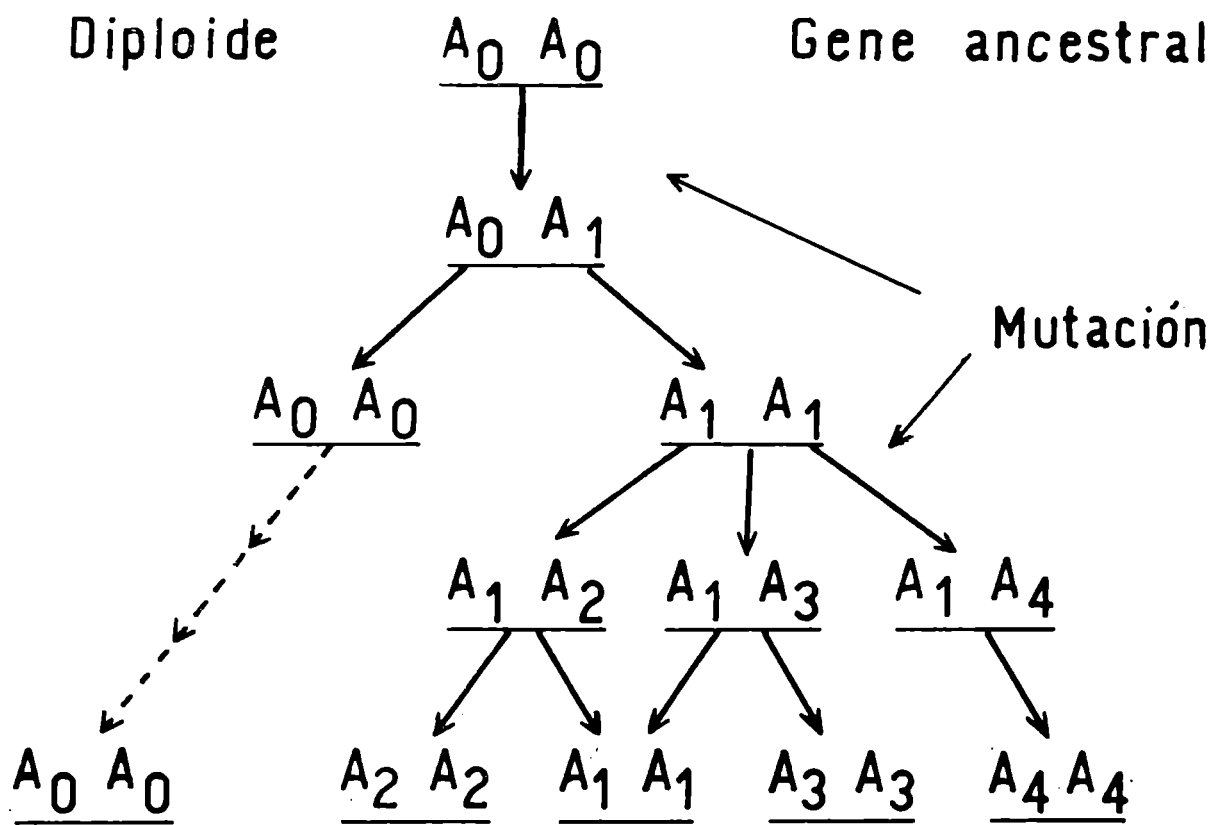 Diploide A0 A0 Gene ancestral
A0 A1
Mutación
A0 A0 A1 A1
A1 A2 A1 A3 A1 A4
A0 A0 A2 A2 A1 A1 A3 A3 A4 A4